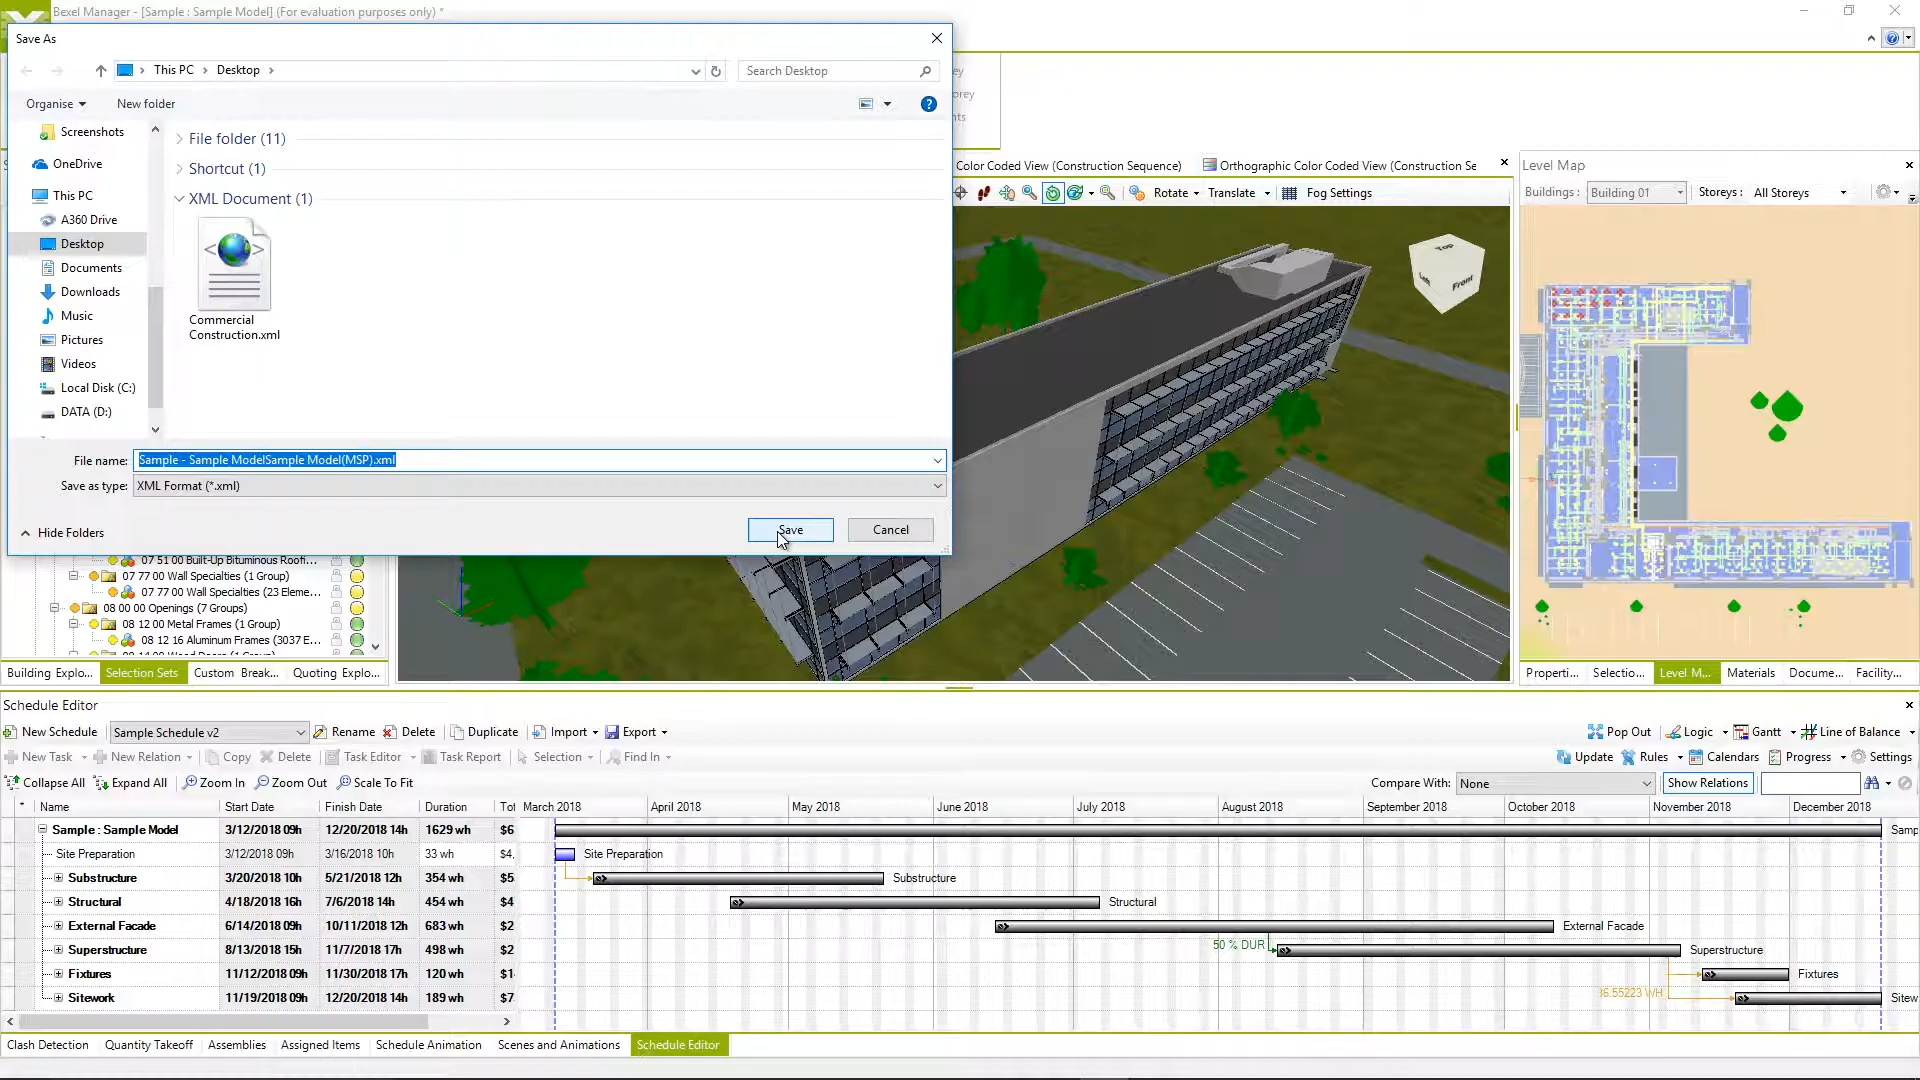 Bexel Manager - [Sample : Sample Model] (For evaluation purposes only) *
Save As
This PC > Desktop >
Search Desktop
Organise
New folder
Screenshots
OneDrive
This PC
A360 Drive
Desktop
Documents
Downloads
Music
Pictures
Videos
Local Disk (C:)
DATA (D:)
File folder (11)
Shortcut (1)
XML Document (1)
Commercial
Construction.xml
File name: Sample - Sample ModelSample Model(MSP).xml
Save as type: XML Format (*.xml)
Hide Folders
Save
Cancel
Color Coded View (Construction Sequence)
Orthographic Color Coded View (Construction Se
Rotate
Translate
Fog Settings
Top
Front
Level Map
Buildings : Building 01
Storeys : All Storeys
07 51 00 Built-Up Bituminous Roofi...
07 77 00 Wall Specialties (1 Group)
07 77 00 Wall Specialties (23 Eleme...
08 00 00 Openings (7 Groups)
08 12 00 Metal Frames (1 Group)
08 12 16 Aluminum Frames (3037 E...
Building Explo...
Selection Sets
Custom Break...
Quoting Explo...
Properti...
Selectio...
Level M...
Materials
Docume...
Facility...
Schedule Editor
New Schedule
Sample Schedule v2
Rename
Delete
Duplicate
Import
Export
Pop Out
Logic
Gantt
Line of Balance
New Task
New Relation
Copy
Delete
Task Editor
Task Report
Selection
Find In
Update
Rules
Calendars
Progress
Settings
Collapse All
Expand All
Zoom In
Zoom Out
Scale To Fit
Compare With: None
Show Relations
* Name Start Date Finish Date Duration Tot March 2018 April 2018 May 2018 June 2018 July 2018 August 2018 September 2018 October 2018 November 2018 December 2018
Sample : Sample Model 3/12/2018 09h 12/20/2018 14h 1629 wh $6 Samp
Site Preparation 3/12/2018 09h 3/16/2018 10h 33 wh $4, Site Preparation
Substructure 3/20/2018 10h 5/21/2018 12h 354 wh $5 Substructure
Structural 4/18/2018 16h 7/6/2018 14h 454 wh $4 Structural
External Facade 6/14/2018 09h 10/11/2018 12h 683 wh $2 External Facade
Superstructure 8/13/2018 15h 11/7/2018 17h 498 wh $2 50 % DUR Superstructure
Fixtures 11/12/2018 09h 11/30/2018 17h 120 wh $1 Fixtures
Sitework 11/19/2018 09h 12/20/2018 14h 189 wh $7 36.55223 WH Sitew
Clash Detection
Quantity Takeoff
Assemblies
Assigned Items
Schedule Animation
Scenes and Animations
Schedule Editor